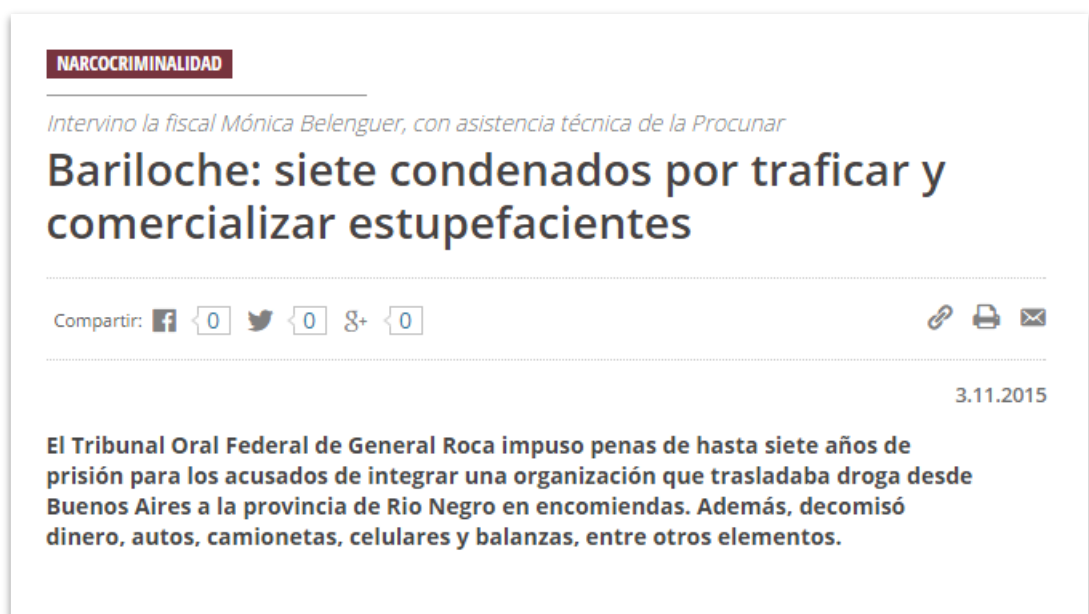 NARCOCRIMINALIDAD
Intervino la fiscal Mónica Belenguer, con asistencia técnica de la Procunar
Bariloche: siete condenados por traficar y
comercializar estupefacientes
Compartir: 0 0 g+ 0
3.11.2015
El Tribunal Oral Federal de General Roca impuso penas de hasta siete años de
prisión para los acusados de integrar una organización que trasladaba droga desde
Buenos Aires a la provincia de Rio Negro en encomiendas. Además, decomisó
dinero, autos, camionetas, celulares y balanzas, entre otros elementos.